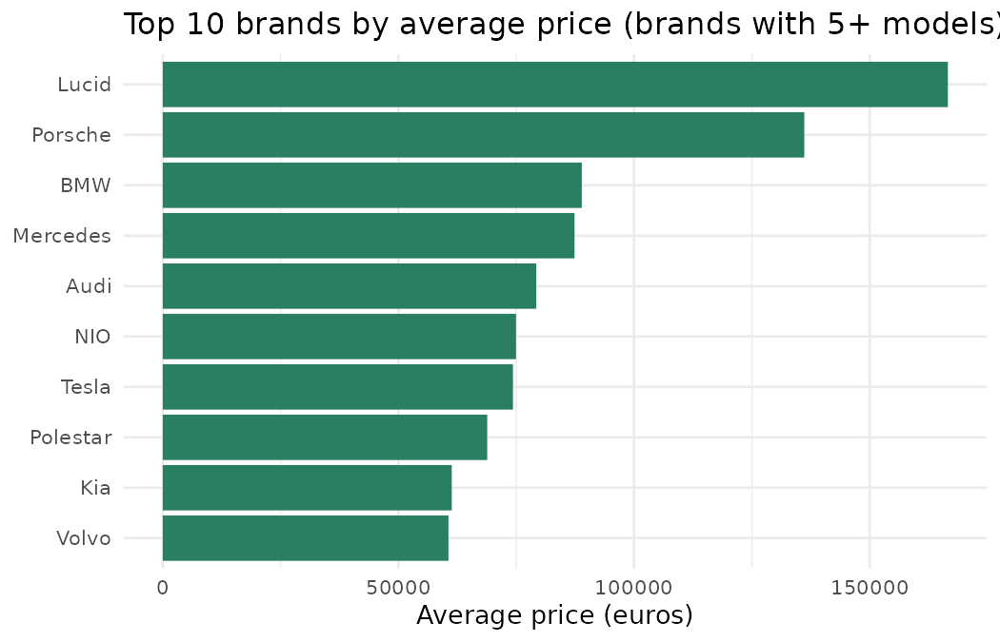 Top 10 brands by average price (brands with 5+ models)
Lucid
Porsche
BMW
Mercedes
Audi
NIO
Tesla
Polestar
Kia
Volvo
0 50000 100000 150000
Average price (euros)